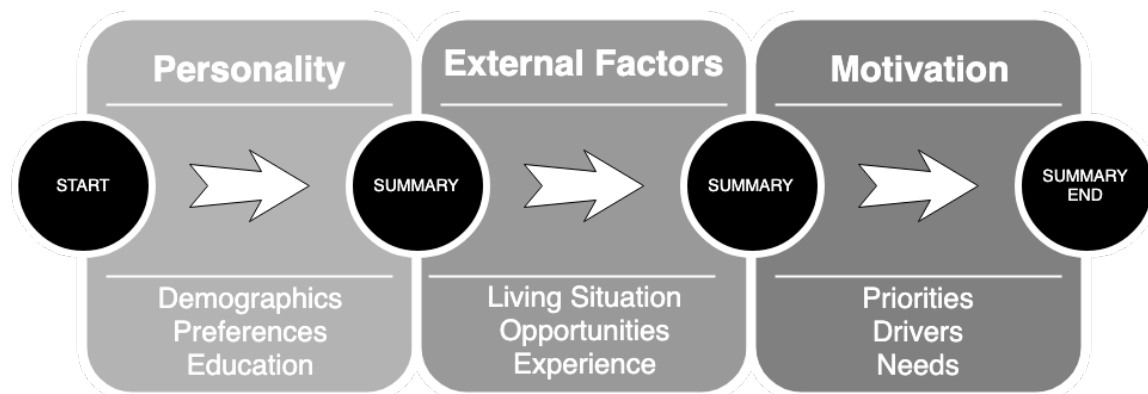 Personality
External Factors
Motivation
START
SUMMARY
SUMMARY
SUMMARY
END
Demographics
Preferences
Education
Living Situation
Opportunities
Experience
Priorities
Drivers
Needs